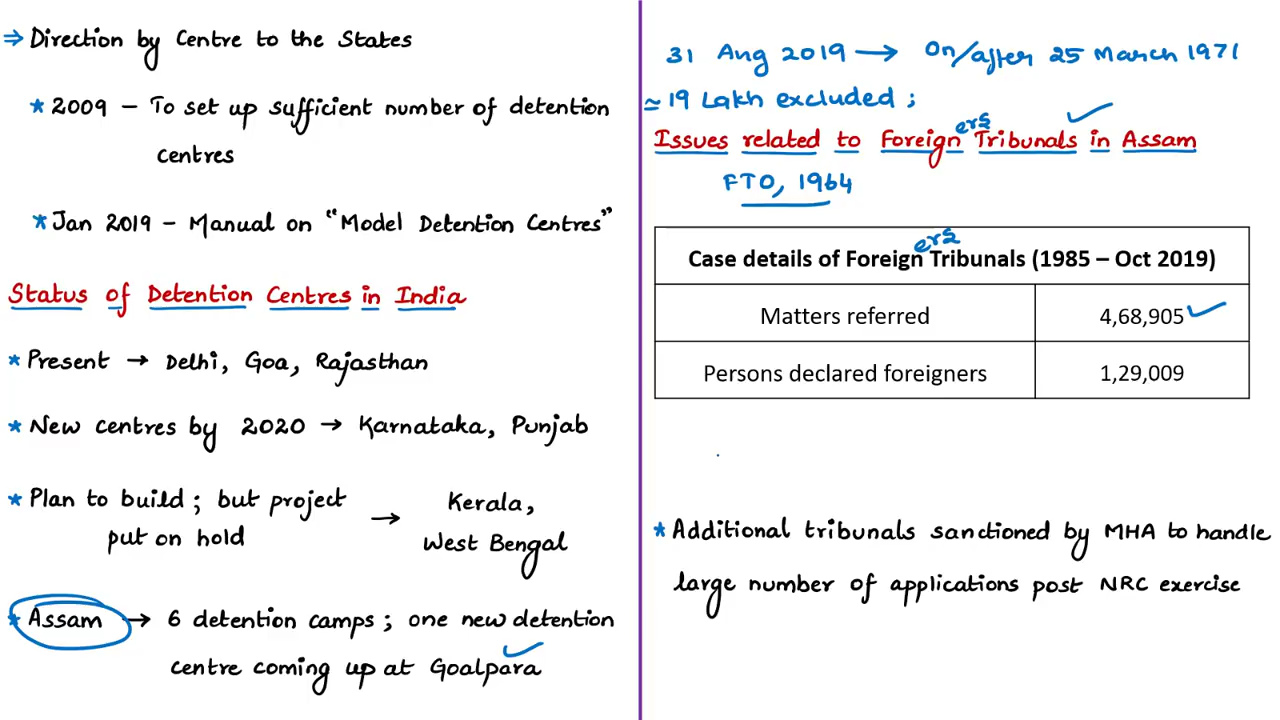 ⇒ Direction by Centre to the States
* 2009 – To set up sufficient number of detention
centres
* Jan 2019 – Manual on "Model Detention Centres"
Status of Detention Centres in India
* Present → Delhi, Goa, Rajasthan
* New centres by 2020 → Karnataka, Punjab
* Plan to build; but project
put on hold
→ Kerala,
West Bengal
* Assam → 6 detention camps; one new detention
centre coming up at Goalpara
31 Aug 2019 → On/after 25 March 1971
≃ 19 Lakh excluded;
ers
Issues related to Foreign Tribunals in Assam
FTO, 1964
ers
Case details of Foreign Tribunals (1985 – Oct 2019)
Matters referred 4,68,905
Persons declared foreigners 1,29,009
* Additional tribunals sanctioned by MHA to handle
large number of applications post NRC exercise